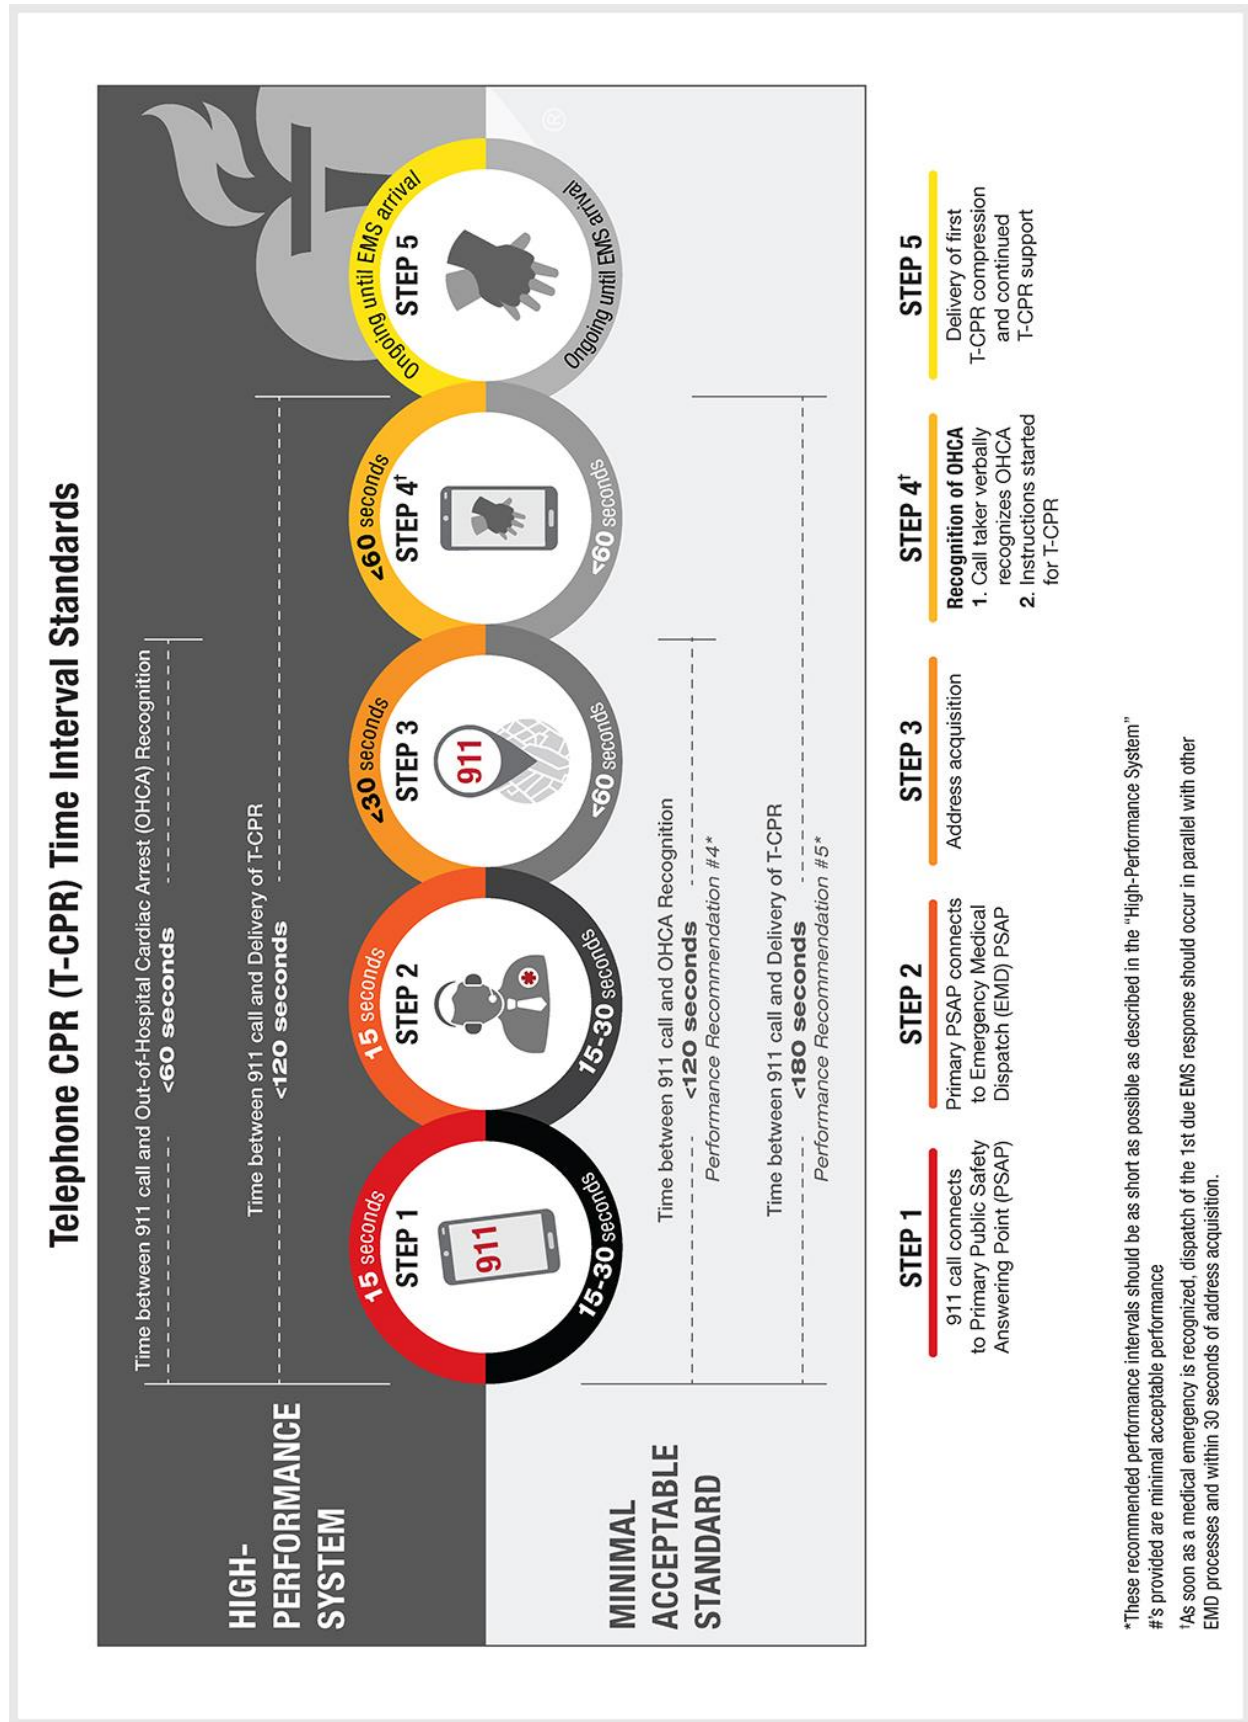 Telephone CPR (T-CPR) Time Interval Standards
HIGH-
PERFORMANCE
SYSTEM
Time between 911 call and Out-of-Hospital Cardiac Arrest (OHCA) Recognition
<60 seconds
Time between 911 call and Delivery of T-CPR
<120 seconds
15 seconds
STEP 1
911
15-30 seconds
15 seconds
STEP 2
15-30 seconds
<30 seconds
STEP 3
911
<60 seconds
<60 seconds
STEP 4†
<60 seconds
Ongoing until EMS arrival
STEP 5
Ongoing until EMS arrival
®
MINIMAL
ACCEPTABLE
STANDARD
Time between 911 call and OHCA Recognition
<120 seconds
Performance Recommendation #4*
Time between 911 call and Delivery of T-CPR
<180 seconds
Performance Recommendation #5*
STEP 1
911 call connects
to Primary Public Safety
Answering Point (PSAP)
STEP 2
Primary PSAP connects
to Emergency Medical
Dispatch (EMD) PSAP
STEP 3
Address acquisition
STEP 4†
Recognition of OHCA
1. Call taker verbally
recognizes OHCA
2. Instructions started
for T-CPR
STEP 5
Delivery of first
T-CPR compression
and continued
T-CPR support
*These recommended performance intervals should be as short as possible as described in the “High-Performance System”
#’s provided are minimal acceptable performance
†As soon as a medical emergency is recognized, dispatch of the 1st due EMS response should occur in parallel with other
EMD processes and within 30 seconds of address acquisition.